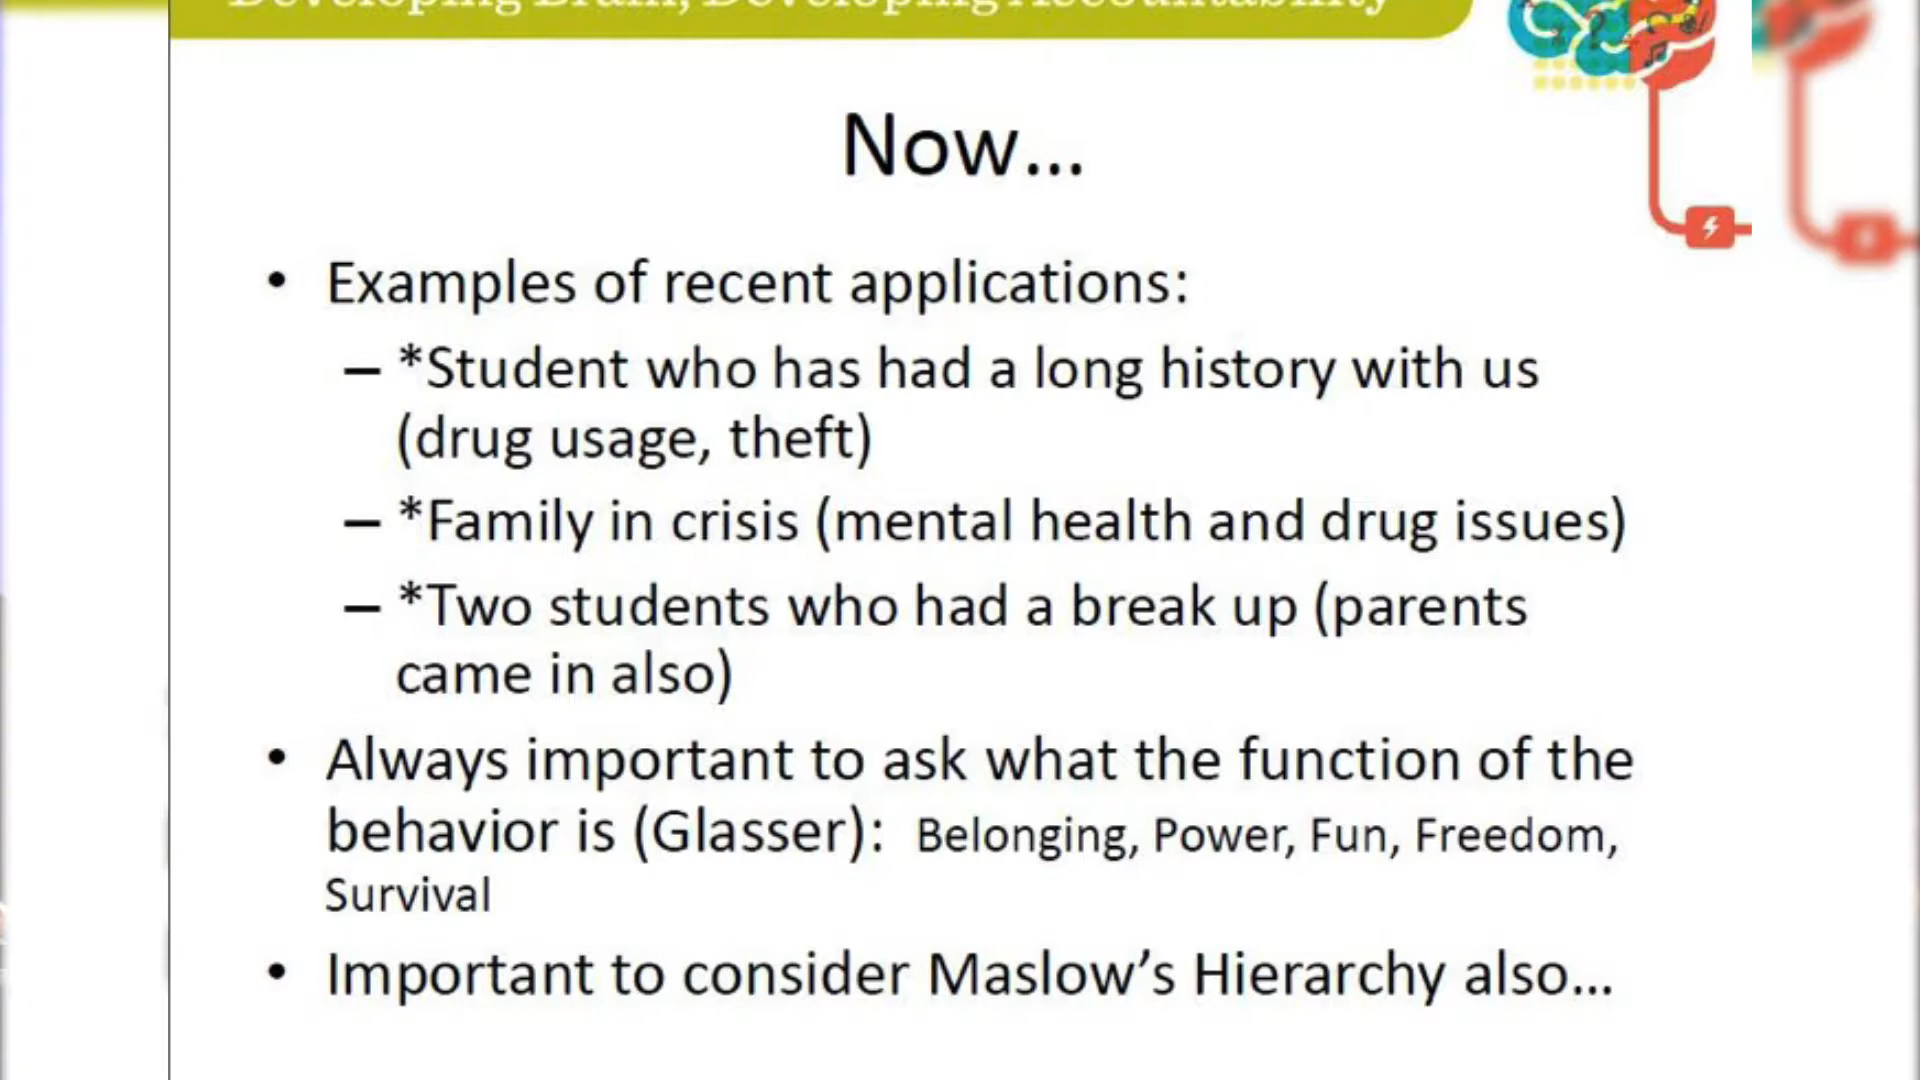 Developing Brain, Developing Accountability
Now...
• Examples of recent applications:
– *Student who has had a long history with us
(drug usage, theft)
– *Family in crisis (mental health and drug issues)
– *Two students who had a break up (parents
came in also)
• Always important to ask what the function of the
behavior is (Glasser): Belonging, Power, Fun, Freedom,
Survival
• Important to consider Maslow’s Hierarchy also...